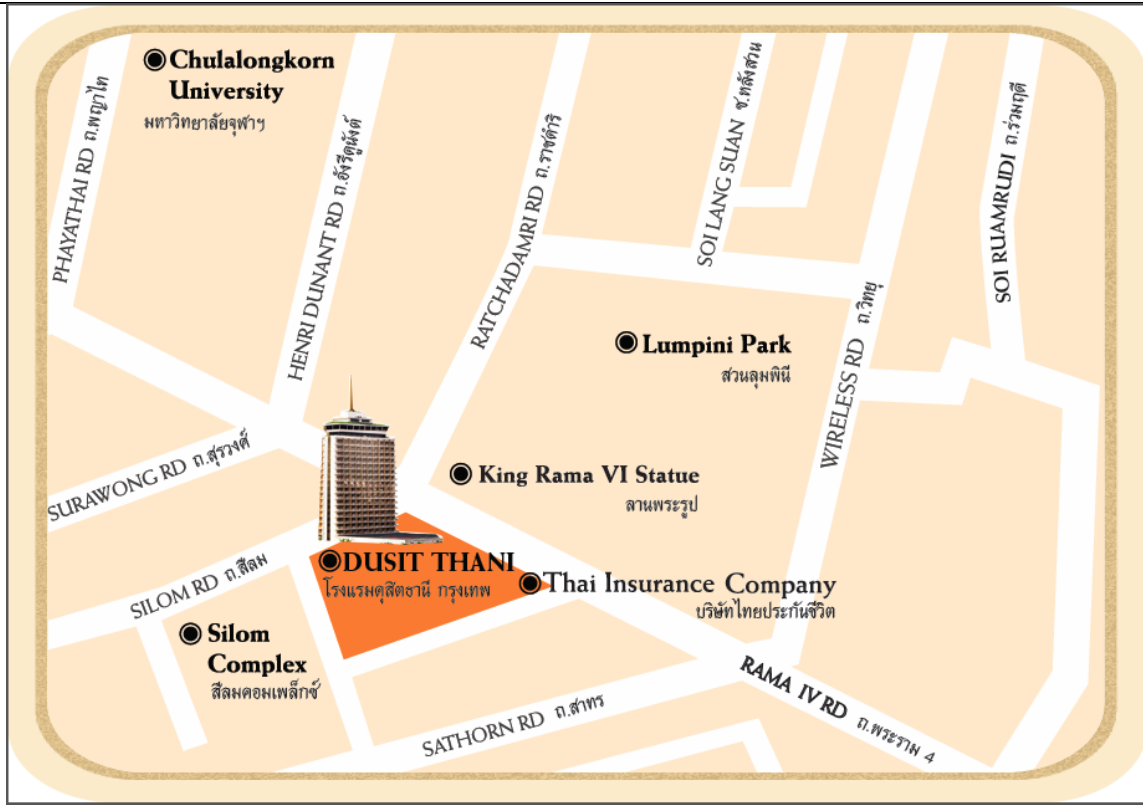 Chulalongkorn
University
มหาวิทยาลัยจุฬาฯ
PHAYATHAI RD ถ.พญาไท
HENRI DUNANT RD ถ.อังรีดูนังต์
RATCHADAMRI RD ถ.ราชดำริ
SOI LANG SUAN ซ.หลังสวน
WIRELESS RD ถ.วิทยุ
SOI RUAMRUDI ถ.ร่วมฤดี
Lumpini Park
สวนลุมพินี
SURAWONG RD ถ.สุรวงศ์
King Rama VI Statue
ลานพระรูป
SILOM RD ถ.สีลม
DUSIT THANI
โรงแรมดุสิตธานี กรุงเทพ
Thai Insurance Company
บริษัทไทยประกันชีวิต
Silom
Complex
สีลมคอมเพล็กซ์
SATHORN RD ถ.สาทร
RAMA IV RD ถ.พระราม 4